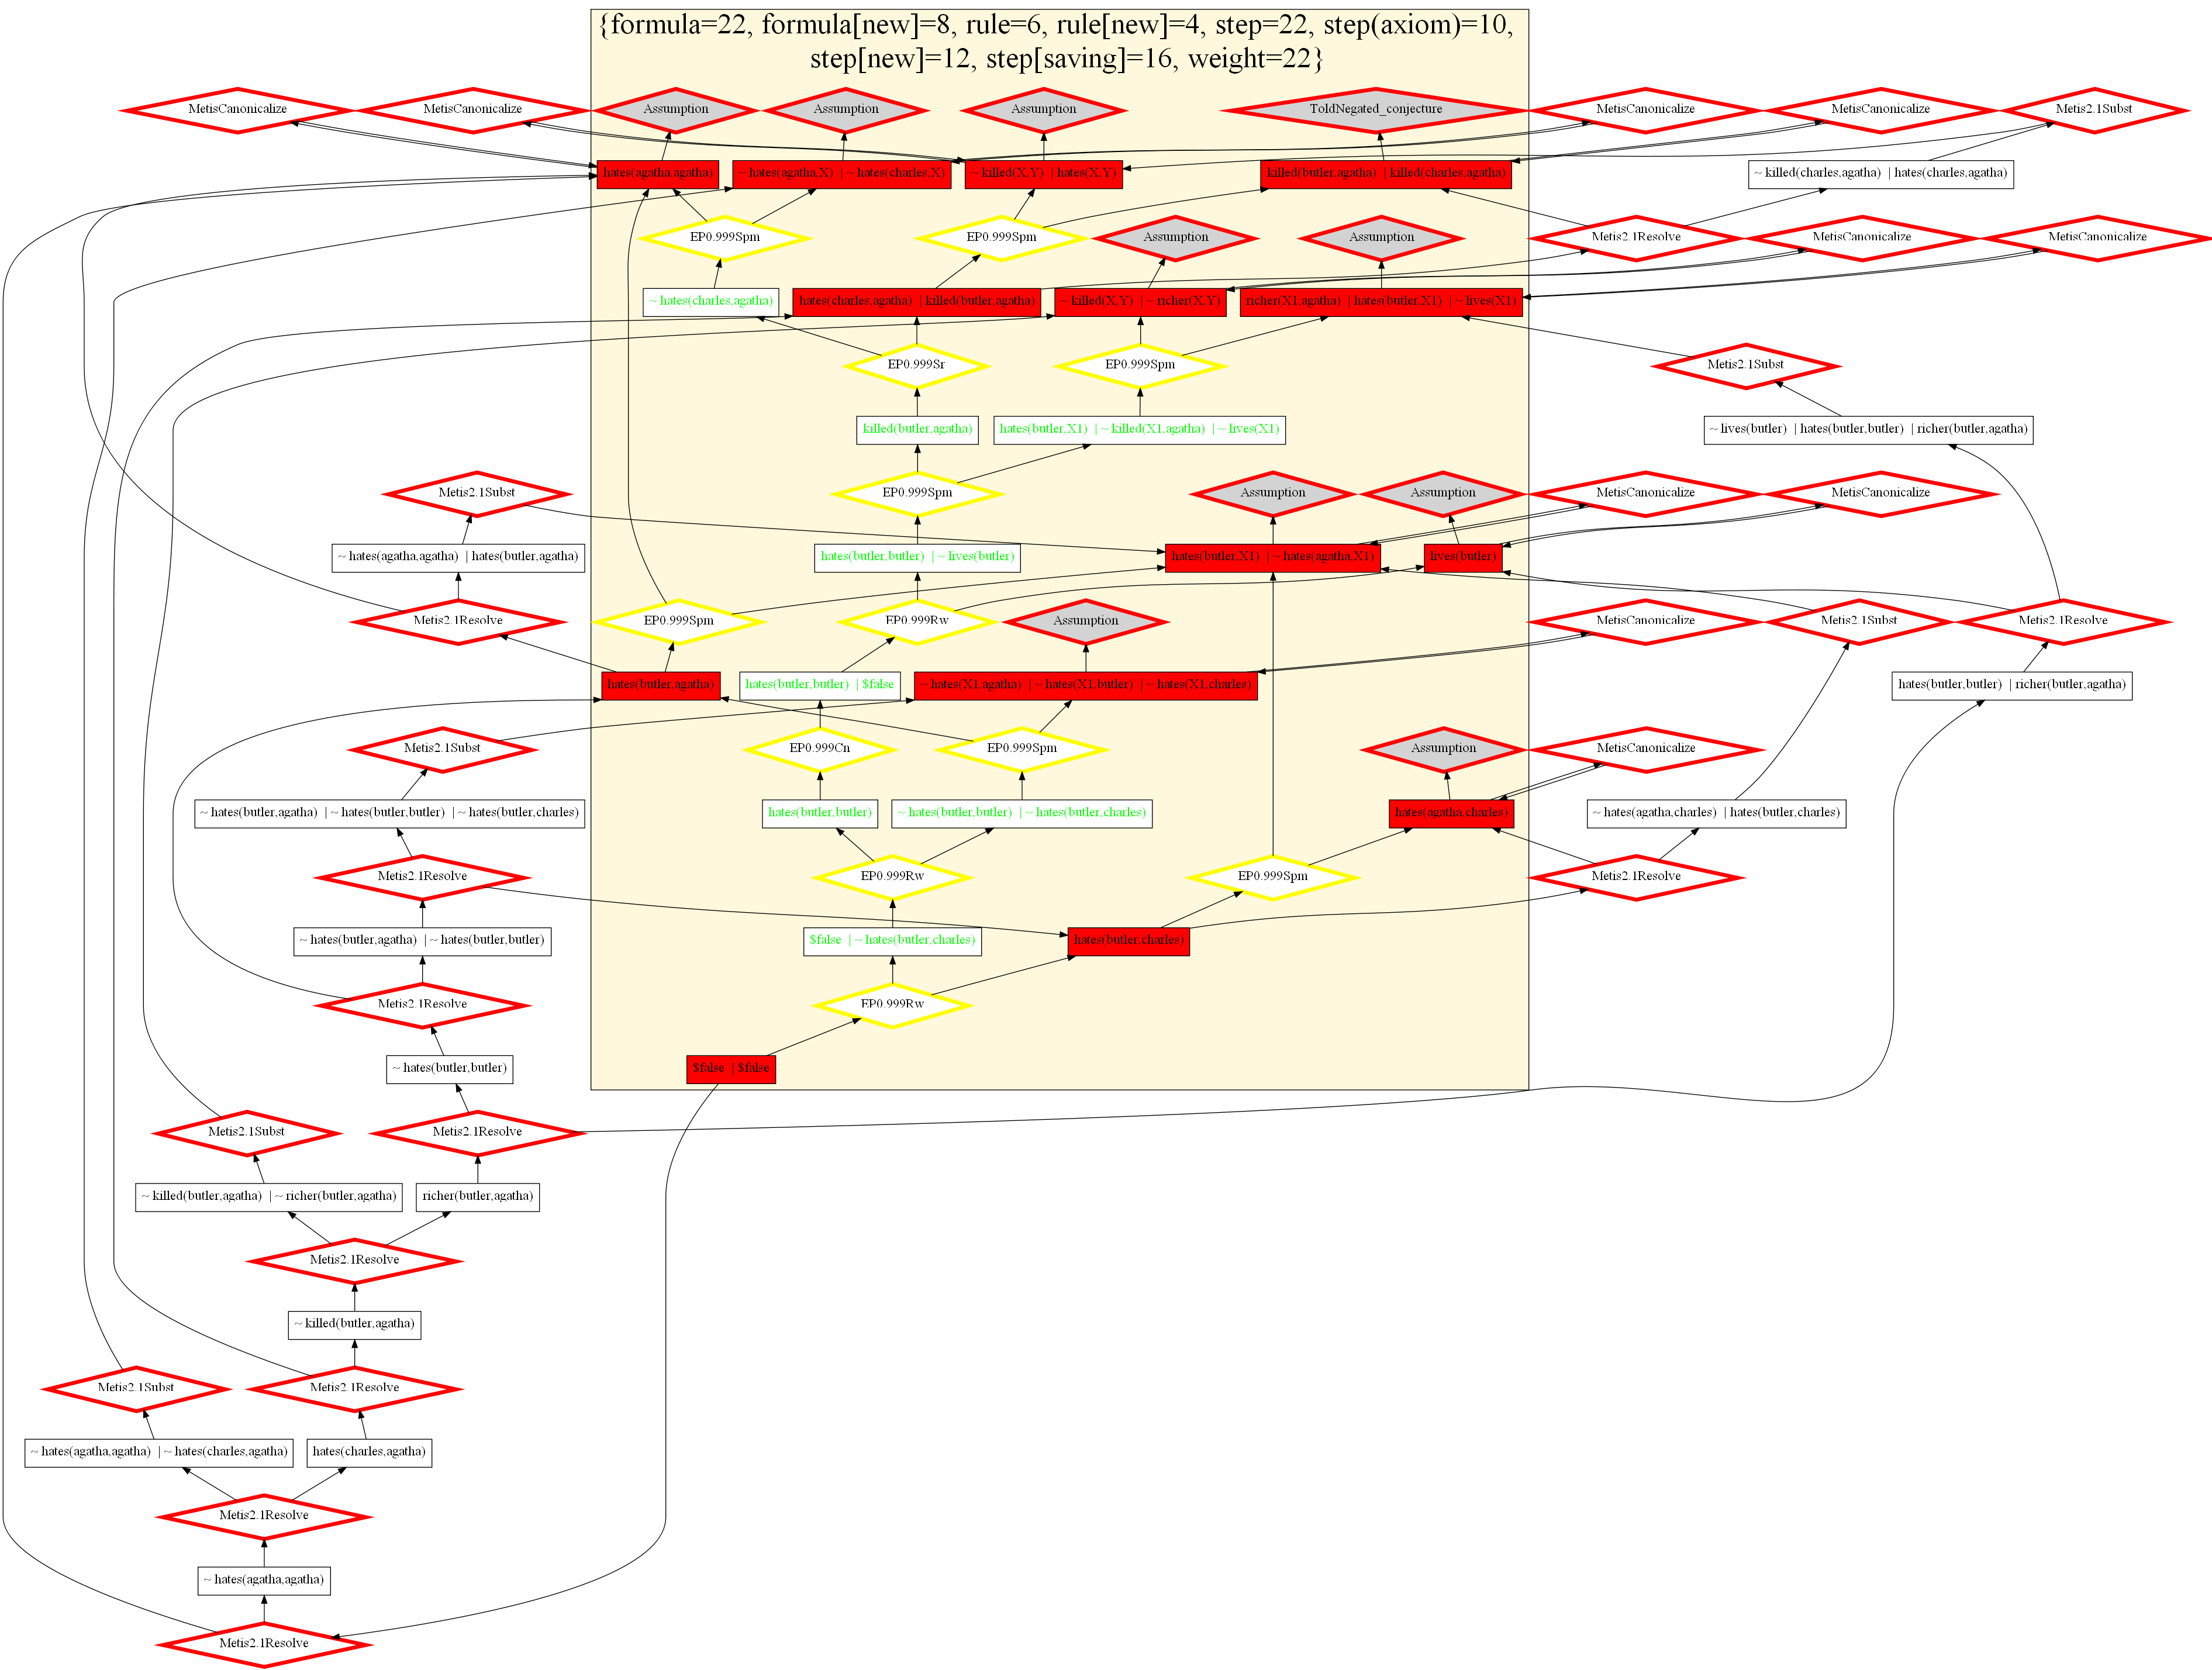 {formula=22, formula[new]=8, rule=6, rule[new]=4, step=22, step(axiom)=10,
step[new]=12, step[saving]=16, weight=22}
MetisCanonicalize
MetisCanonicalize
Assumption
Assumption
Assumption
ToldNegated_conjecture
MetisCanonicalize
MetisCanonicalize
Metis2.1Subst
hates(agatha,agatha)
~ hates(agatha,X) | ~ hates(charles,X)
~ killed(X,Y) | hates(X,Y)
killed(butler,agatha) | killed(charles,agatha)
~ killed(charles,agatha) | hates(charles,agatha)
EP0.999Spm
EP0.999Spm
Assumption
Assumption
Metis2.1Resolve
MetisCanonicalize
MetisCanonicalize
~ hates(charles,agatha)
hates(charles,agatha) | killed(butler,agatha)
~ killed(X,Y) | ~ richer(X,Y)
richer(X1,agatha) | hates(butler,X1) | ~ lives(X1)
EP0.999Sr
EP0.999Spm
Metis2.1Subst
killed(butler,agatha)
hates(butler,X1) | ~ killed(X1,agatha) | ~ lives(X1)
~ lives(butler) | hates(butler,butler) | richer(butler,agatha)
Metis2.1Subst
EP0.999Spm
Assumption
Assumption
MetisCanonicalize
MetisCanonicalize
~ hates(agatha,agatha) | hates(butler,agatha)
hates(butler,butler) | ~ lives(butler)
hates(butler,X1) | ~ hates(agatha,X1)
lives(butler)
Metis2.1Resolve
EP0.999Spm
EP0.999Rw
Assumption
MetisCanonicalize
Metis2.1Subst
Metis2.1Resolve
hates(butler,agatha)
hates(butler,butler) | $false
~ hates(X1,agatha) | ~ hates(X1,butler) | ~ hates(X1,charles)
hates(butler,butler) | richer(butler,agatha)
Metis2.1Subst
EP0.999Cn
EP0.999Spm
Assumption
MetisCanonicalize
~ hates(butler,agatha) | ~ hates(butler,butler) | ~ hates(butler,charles)
hates(butler,butler)
~ hates(butler,butler) | ~ hates(butler,charles)
hates(agatha,charles)
~ hates(agatha,charles) | hates(butler,charles)
Metis2.1Resolve
EP0.999Rw
EP0.999Spm
Metis2.1Resolve
~ hates(butler,agatha) | ~ hates(butler,butler)
$false | ~ hates(butler,charles)
hates(butler,charles)
Metis2.1Resolve
EP0.999Rw
~ hates(butler,butler)
$false | $false
Metis2.1Subst
Metis2.1Resolve
~ killed(butler,agatha) | ~ richer(butler,agatha)
richer(butler,agatha)
Metis2.1Resolve
~ killed(butler,agatha)
Metis2.1Subst
Metis2.1Resolve
~ hates(agatha,agatha) | ~ hates(charles,agatha)
hates(charles,agatha)
Metis2.1Resolve
~ hates(agatha,agatha)
Metis2.1Resolve